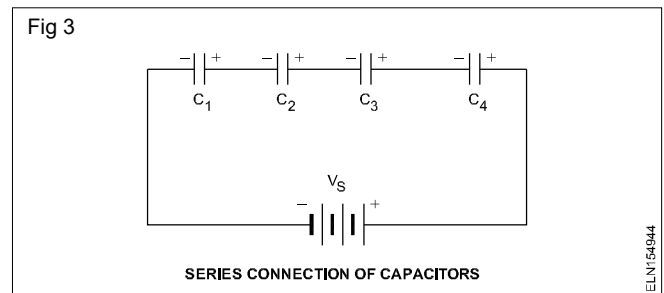 Fig 3
− + − + − + − +
C1 C2 C3 C4
VS
− +
SERIES CONNECTION OF CAPACITORS
ELN154944